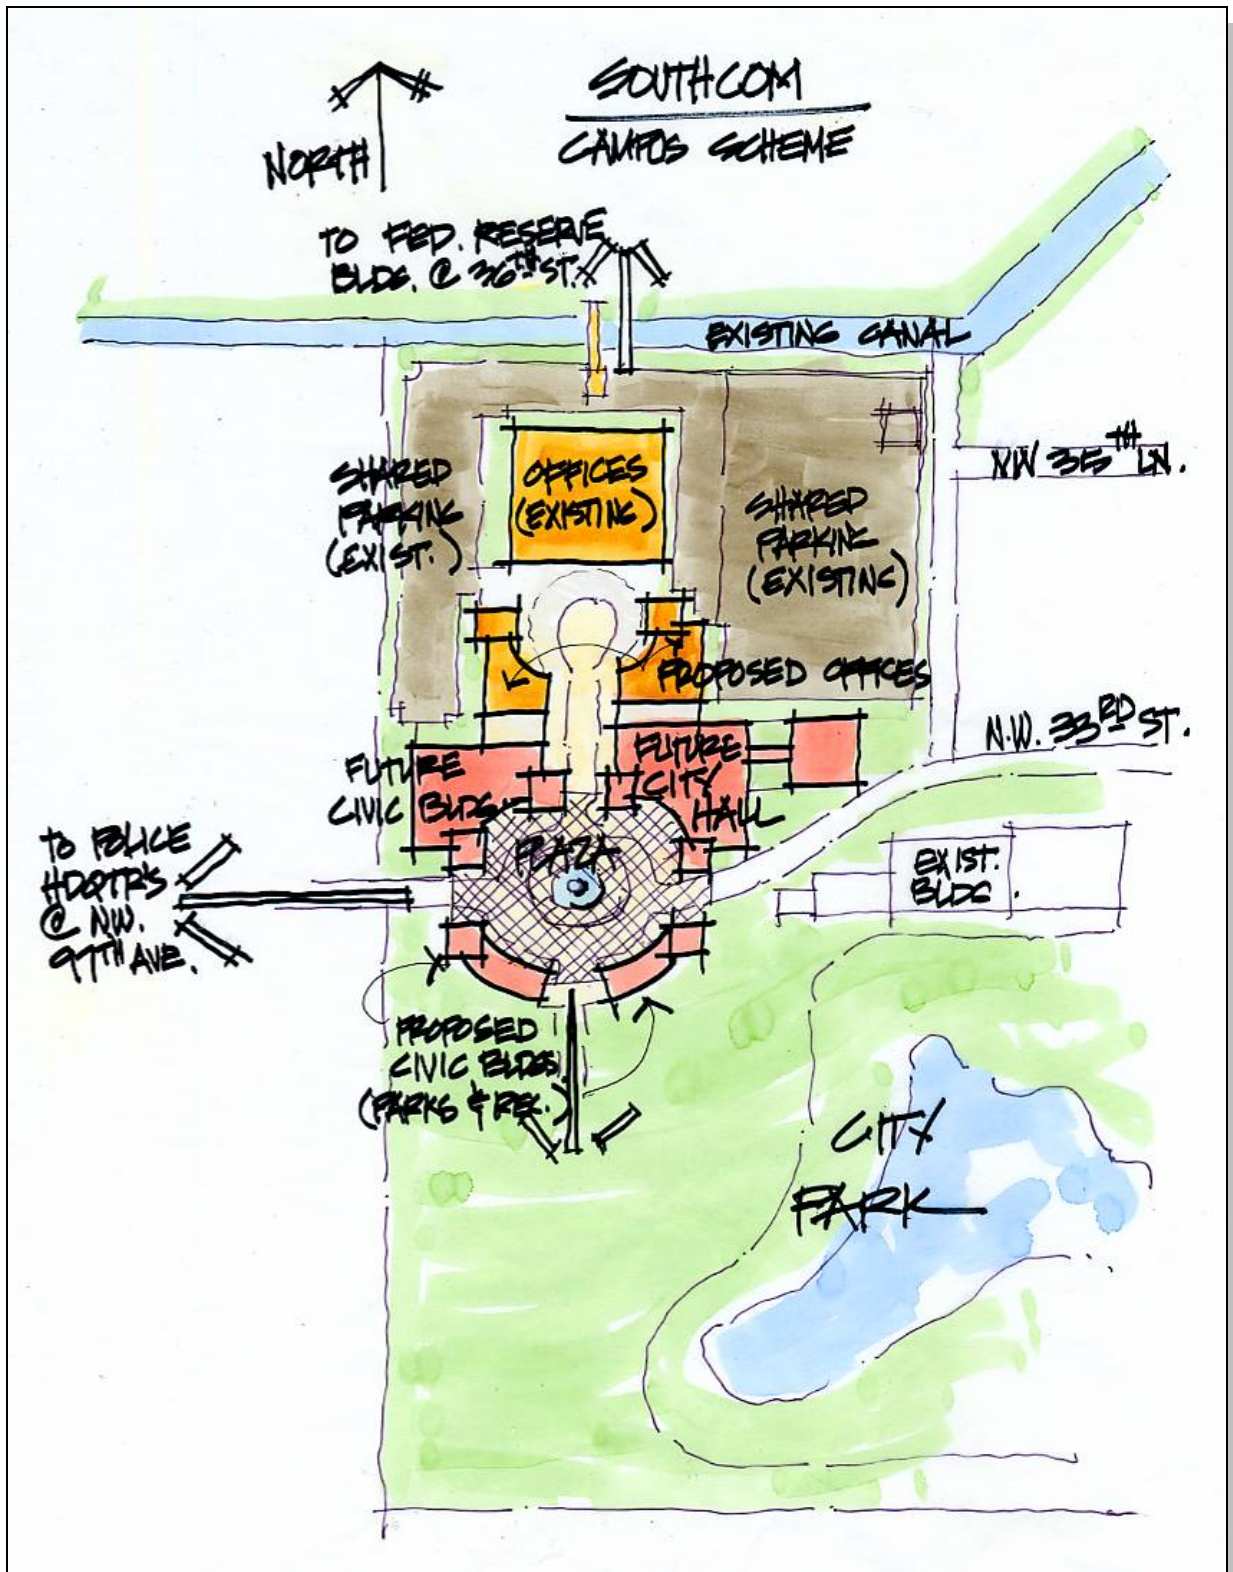 SOUTHCOM
CAMPUS SCHEME
NORTH
TO FED. RESERVE
BLDG. @ 36TH ST.
EXISTING CANAL
NW 35TH LN.
SHARED
PARKING
(EXIST.)
OFFICES
(EXISTING)
SHARED
PARKING
(EXISTING)
PROPOSED OFFICES
N.W. 33RD ST.
FUTURE
CIVIC BLDG.
FUTURE
CITY
HALL
PLAZA
TO POLICE
HDQTR'S
@ N.W.
97TH AVE.
EXIST.
BLDG.
PROPOSED
CIVIC BLDGS
(PARKS & REC.)
CITY
PARK